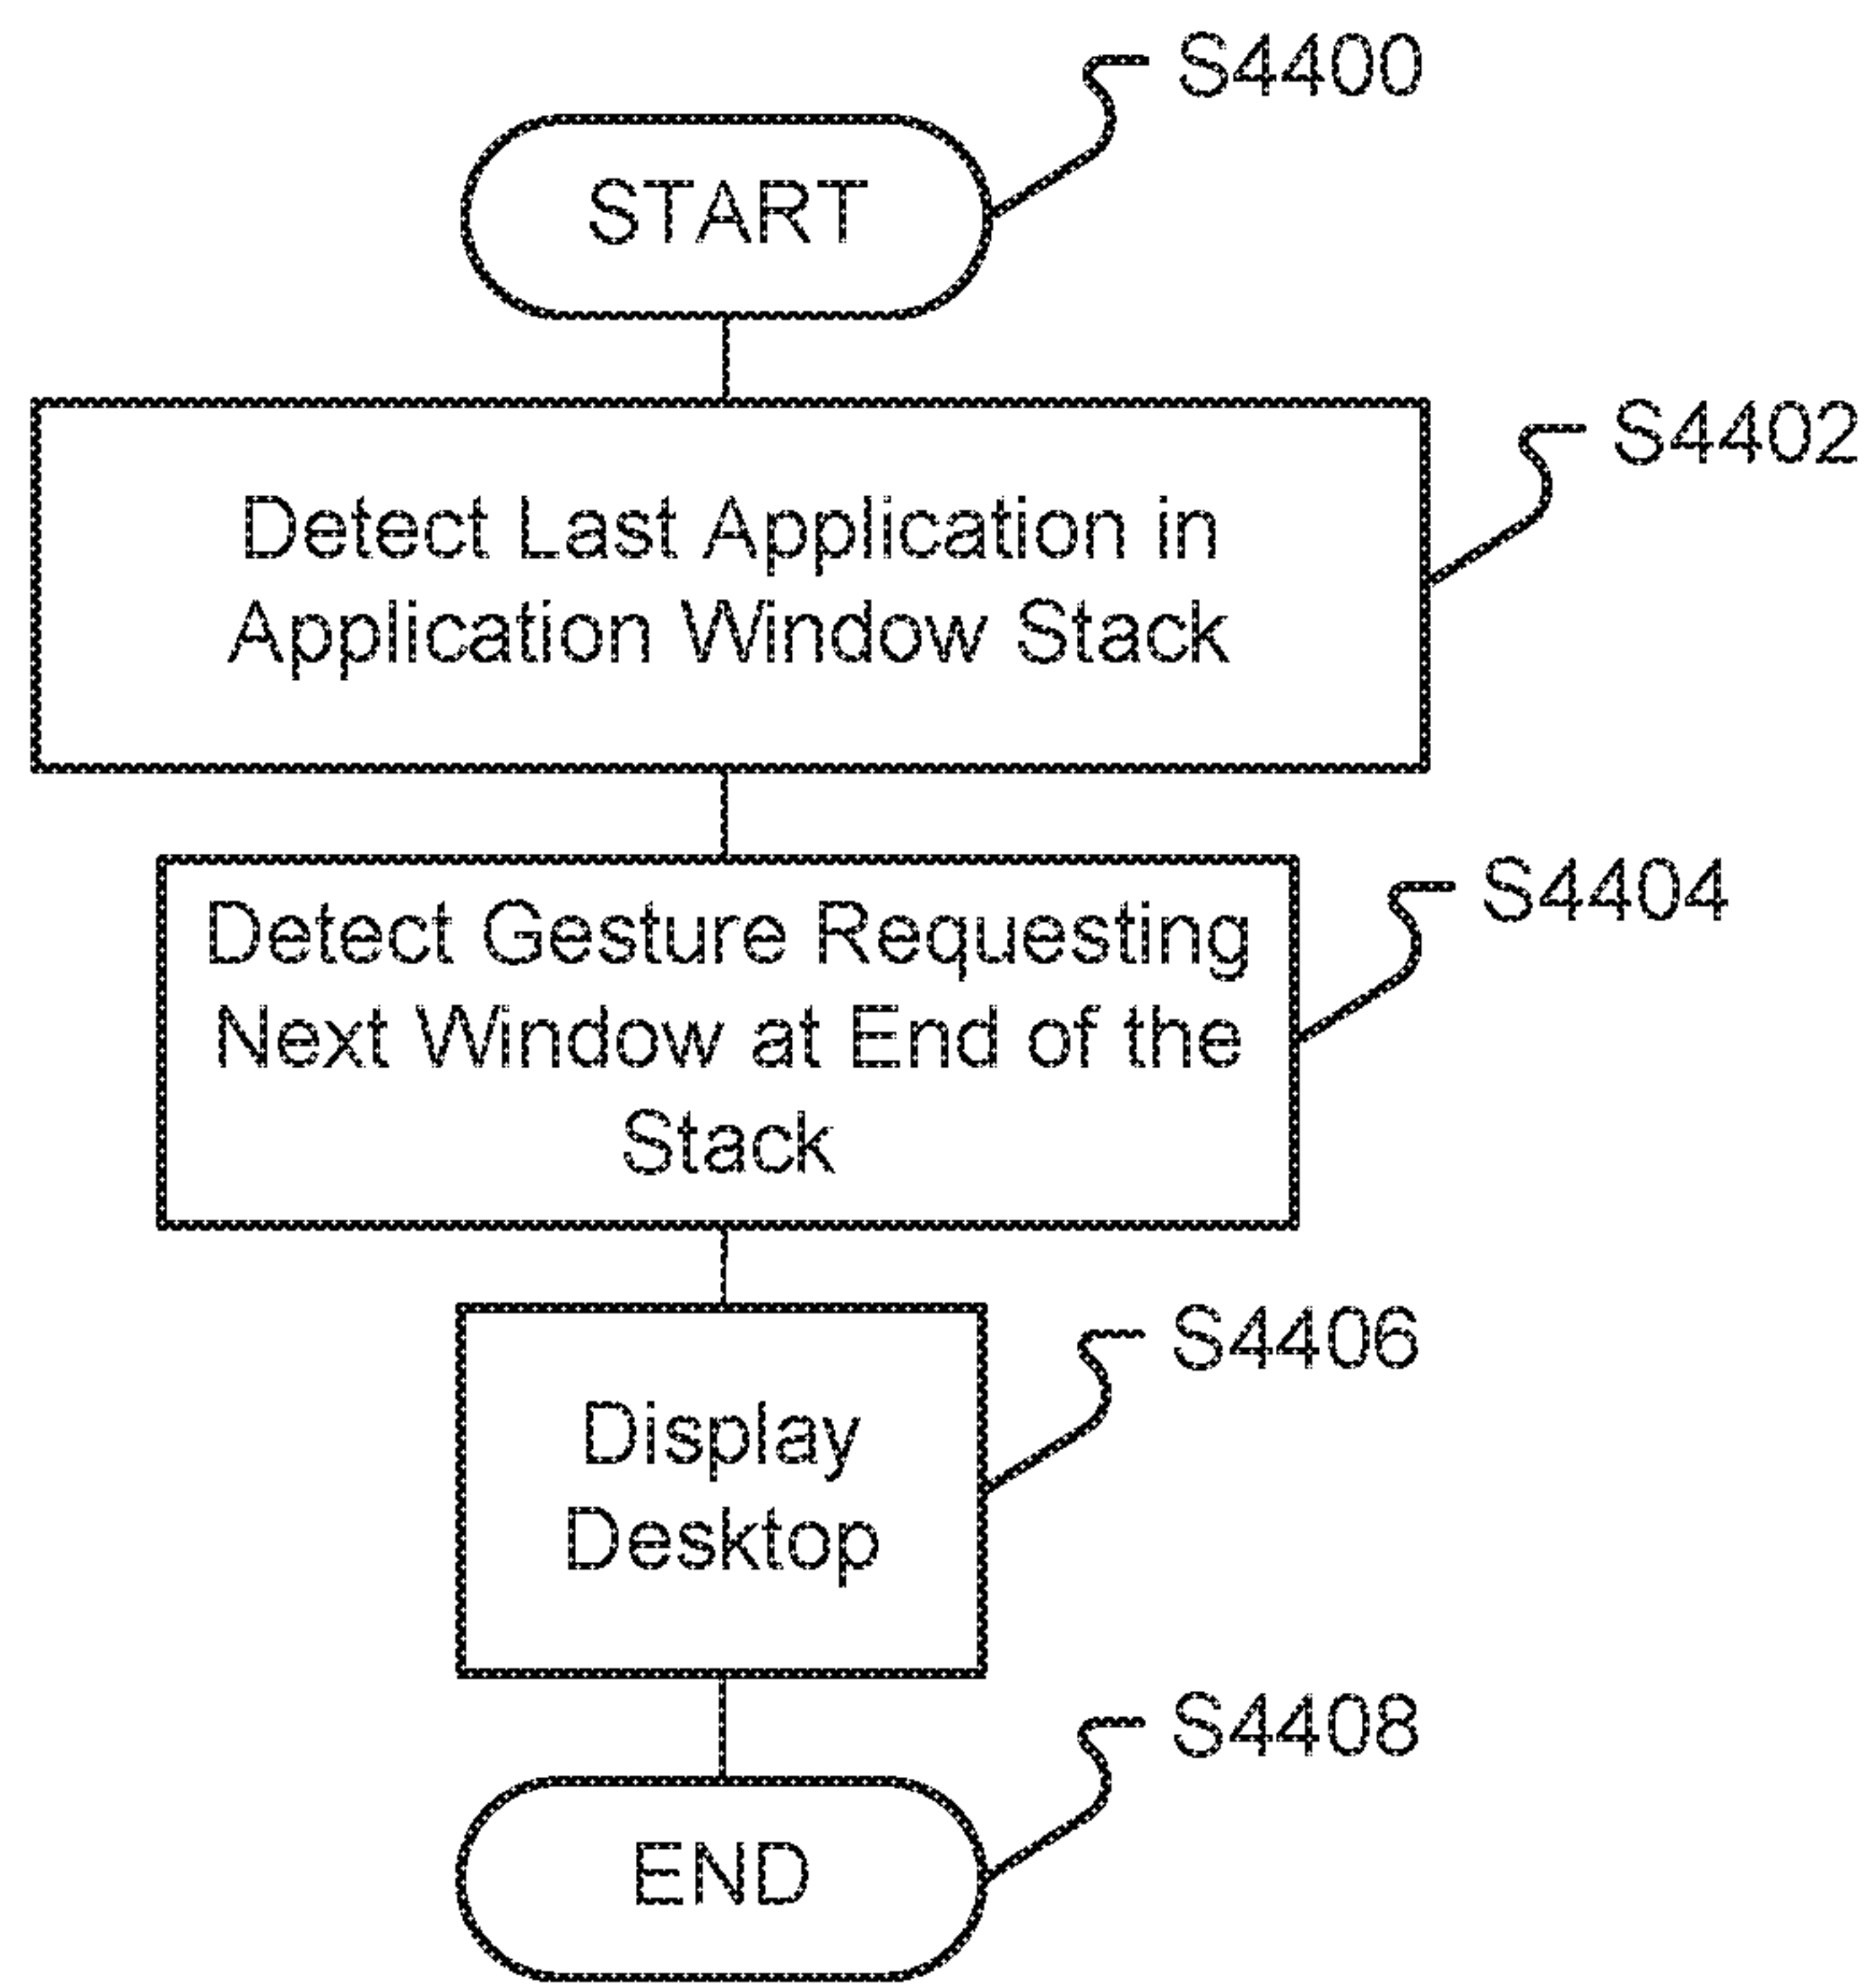 S4400
START
S4402
Detect Last Application in
Application Window Stack
S4404
Detect Gesture Requesting
Next Window at End of the
Stack
S4406
Display
Desktop
S4408
END